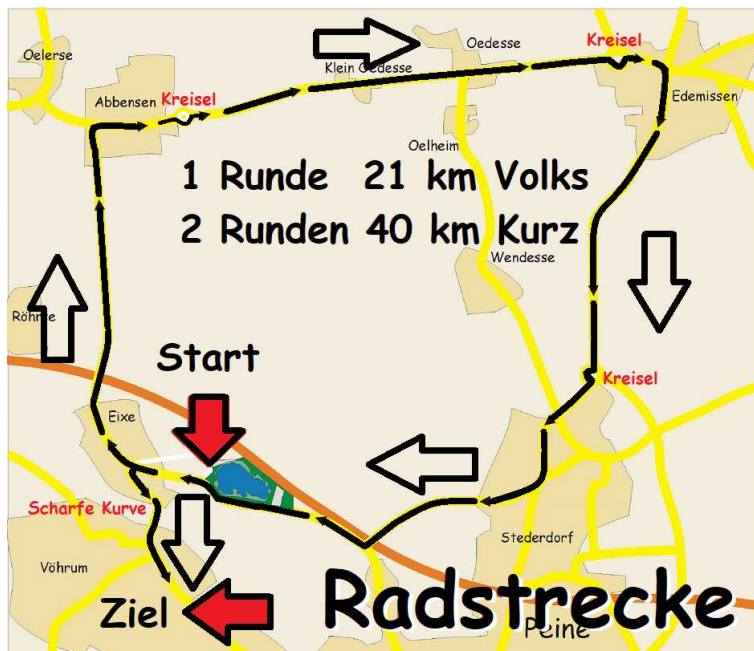 Oelerse
Oedesse
Kreisel
Klein Oedesse
Abbensen
Kreisel
Edemissen
Oelheim
1 Runde 21 km Volks
2 Runden 40 km Kurz
Wendesse
Röhrse
Start
Kreisel
Eixe
Scharfe Kurve
Stederdorf
Vöhrum
Ziel
Radstrecke
Peine